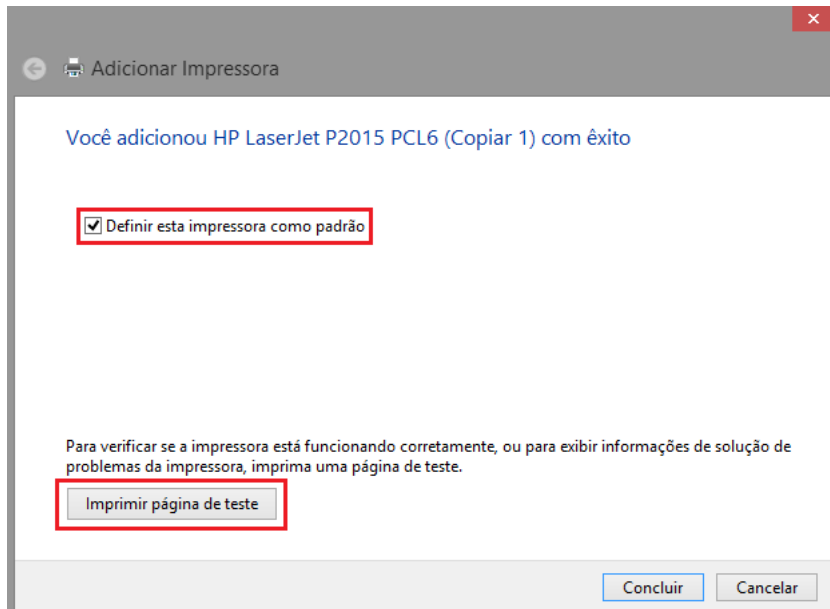 Adicionar Impressora
Você adicionou HP LaserJet P2015 PCL6 (Copiar 1) com êxito
Definir esta impressora como padrão
Para verificar se a impressora está funcionando corretamente, ou para exibir informações de solução de
problemas da impressora, imprima uma página de teste.
Imprimir página de teste
Concluir Cancelar